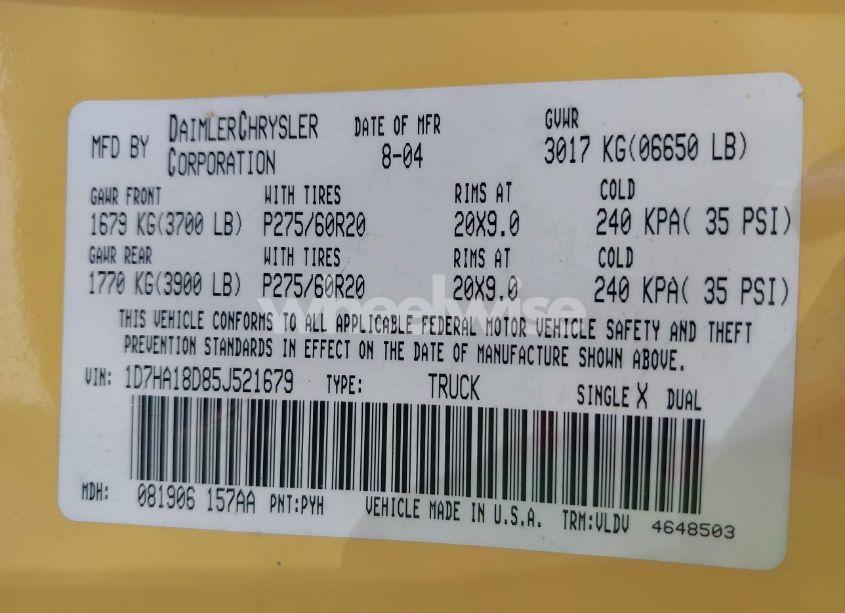 MFD BY DAIMLERCHRYSLER CORPORATION DATE OF MFR 8-04 GVWR 3017 KG(06650 LB)
GAWR FRONT WITH TIRES RIMS AT COLD
1679 KG(3700 LB) P275/60R20 20X9.0 240 KPA( 35 PSI)
GAWR REAR WITH TIRES RIMS AT COLD
1770 KG(3900 LB) P275/60R20 20X9.0 240 KPA( 35 PSI)
wheelwise
THIS VEHICLE CONFORMS TO ALL APPLICABLE FEDERAL MOTOR VEHICLE SAFETY AND THEFT
PREVENTION STANDARDS IN EFFECT ON THE DATE OF MANUFACTURE SHOWN ABOVE.
VIN: 1D7HA18D85J521679 TYPE: TRUCK SINGLE X DUAL
MDH: 081906 157AA PNT:PYH VEHICLE MADE IN U.S.A. TRM:VLDV 4648503